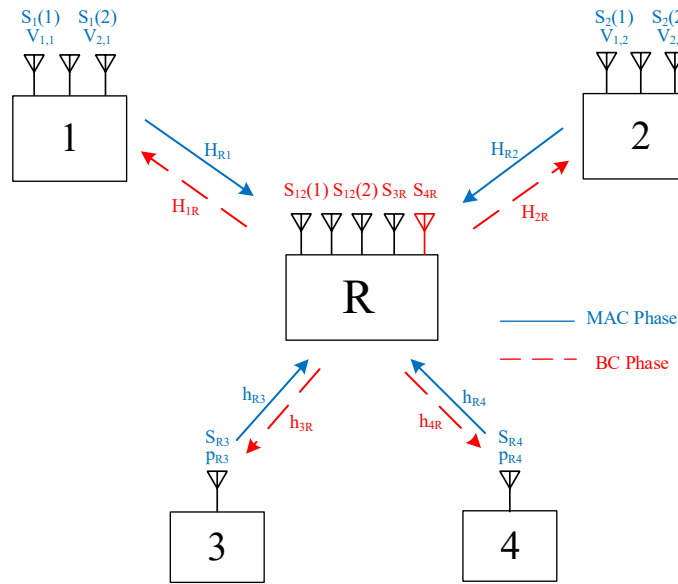 S1(1) S1(2)
V1,1 V2,1
S2(1) S2(2
V1,2 V2,
1
2
HR1
HR2
H1R
H2R
S12(1) S12(2) S3R S4R
R
MAC Phase
BC Phase
hR3
hR4
h3R
h4R
SR3
pR3
SR4
pR4
3
4